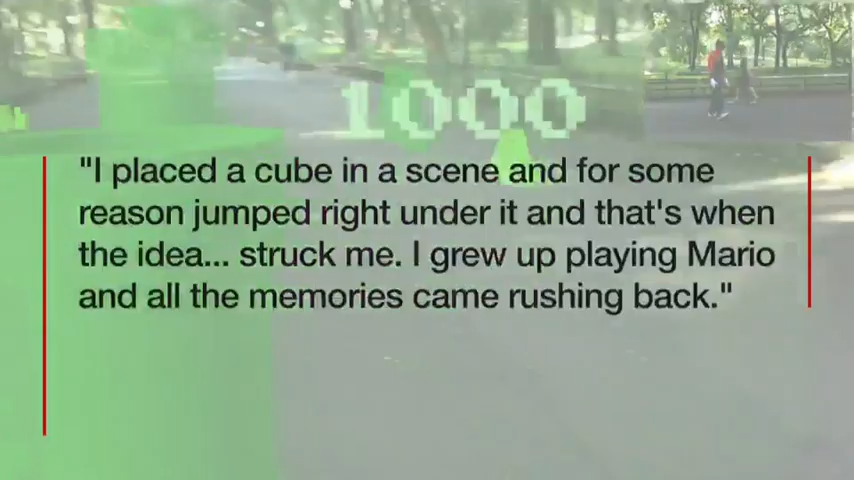 1000
"I placed a cube in a scene and for some
reason jumped right under it and that's when
the idea... struck me. I grew up playing Mario
and all the memories came rushing back."